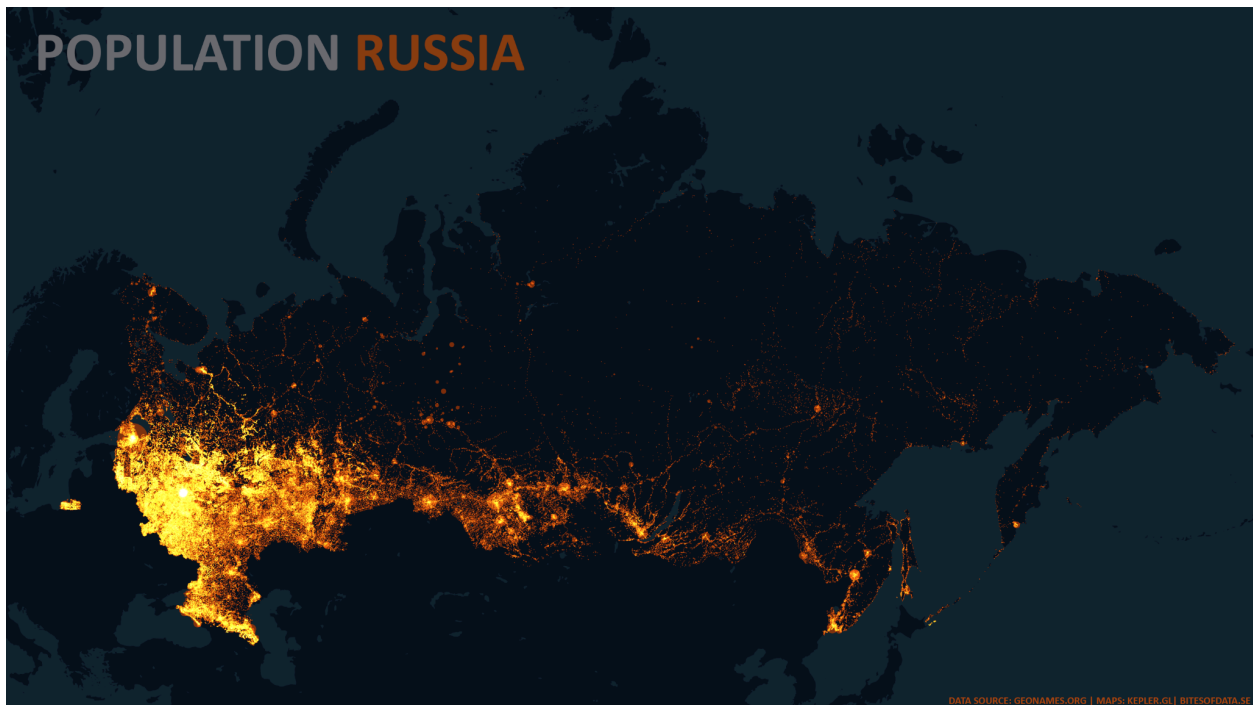 POPULATION RUSSIA
DATA SOURCE: GEONAMES.ORG | MAPS: KEPLER.GL| BITESOFDATA.SE